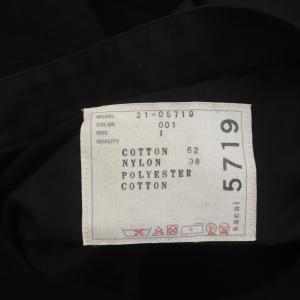 MODEL 21-05719
COLOR 001
SIZE 1
QUALITY
COTTON 62
NYLON 38
POLYESTER
COTTON
sacai 5719